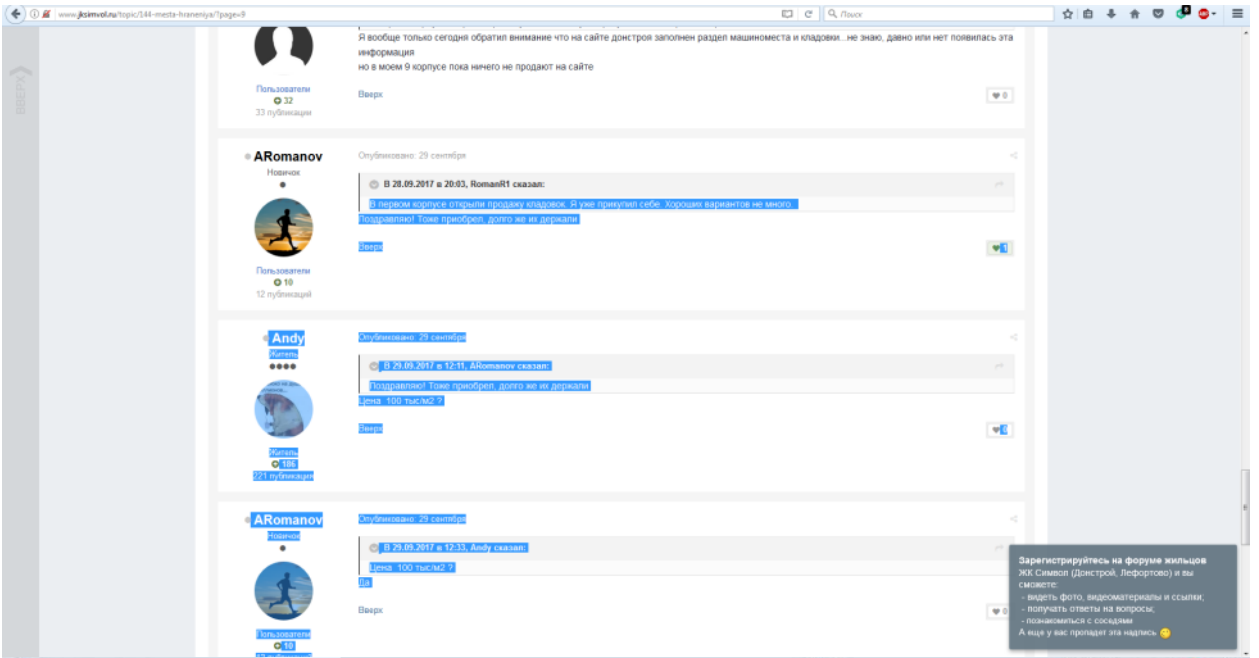 www.jksimvol.ru/topic/144-mesta-hraneniya/?page=9
Поиск
ВВЕРХ
Я вообще только сегодня обратил внимание что на сайте донстроя заполнен раздел машиноместа и кладовки...не знаю, давно или нет появилась эта
информация
но в моем 9 корпусе пока ничего не продают на сайте
Пользователи
32
33 публикации
Вверх
0
ARomanov
Новичок
Пользователи
10
12 публикаций
Опубликовано: 29 сентября
В 28.09.2017 в 20:03, RomanR1 сказал:
В первом корпусе открыли продажу кладовок. Я уже прикупил себе. Хороших вариантов не много..
Поздравляю! Тоже приобрел, долго же их держали
Вверх
1
Andy
Житель
Житель
186
221 публикация
Опубликовано: 29 сентября
В 29.09.2017 в 12:11, ARomanov сказал:
Поздравляю! Тоже приобрел, долго же их держали
Цена 100 тыс/м2 ?
Вверх
0
ARomanov
Новичок
Пользователи
10
Опубликовано: 29 сентября
В 29.09.2017 в 12:33, Andy сказал:
Цена 100 тыс/м2 ?
Да
Вверх
0
Зарегистрируйтесь на форуме жильцов
ЖК Символ (Донстрой, Лефортово) и вы
сможете:
- видеть фото, видеоматериалы и ссылки;
- получать ответы на вопросы;
- познакомиться с соседями
А еще у вас пропадет эта надпись